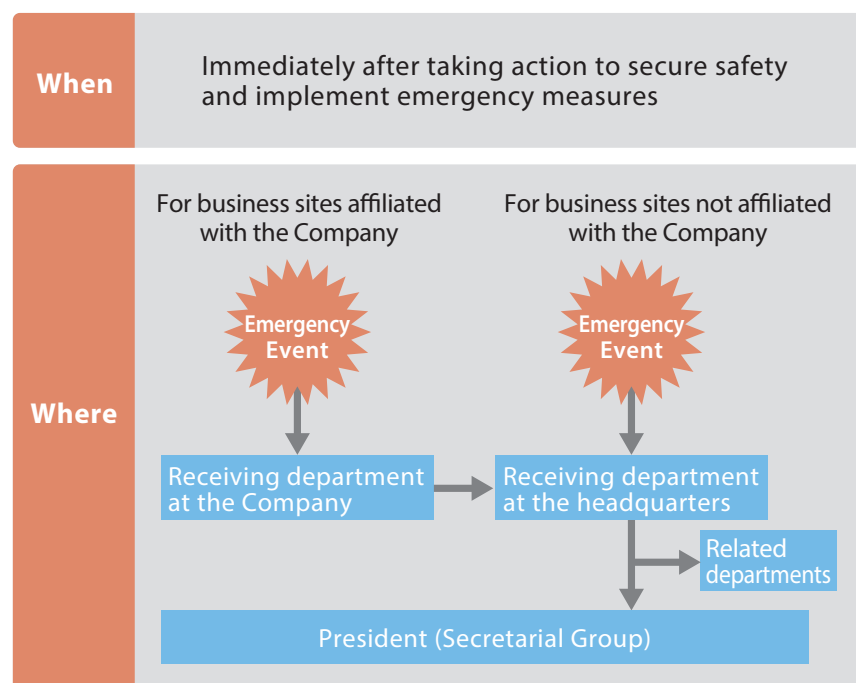 When
Immediately after taking action to secure safety
and implement emergency measures
Where
For business sites affiliated
with the Company
For business sites not affiliated
with the Company
Emergency
Event
Emergency
Event
Receiving department
at the Company
Receiving department
at the headquarters
Related
departments
President (Secretarial Group)